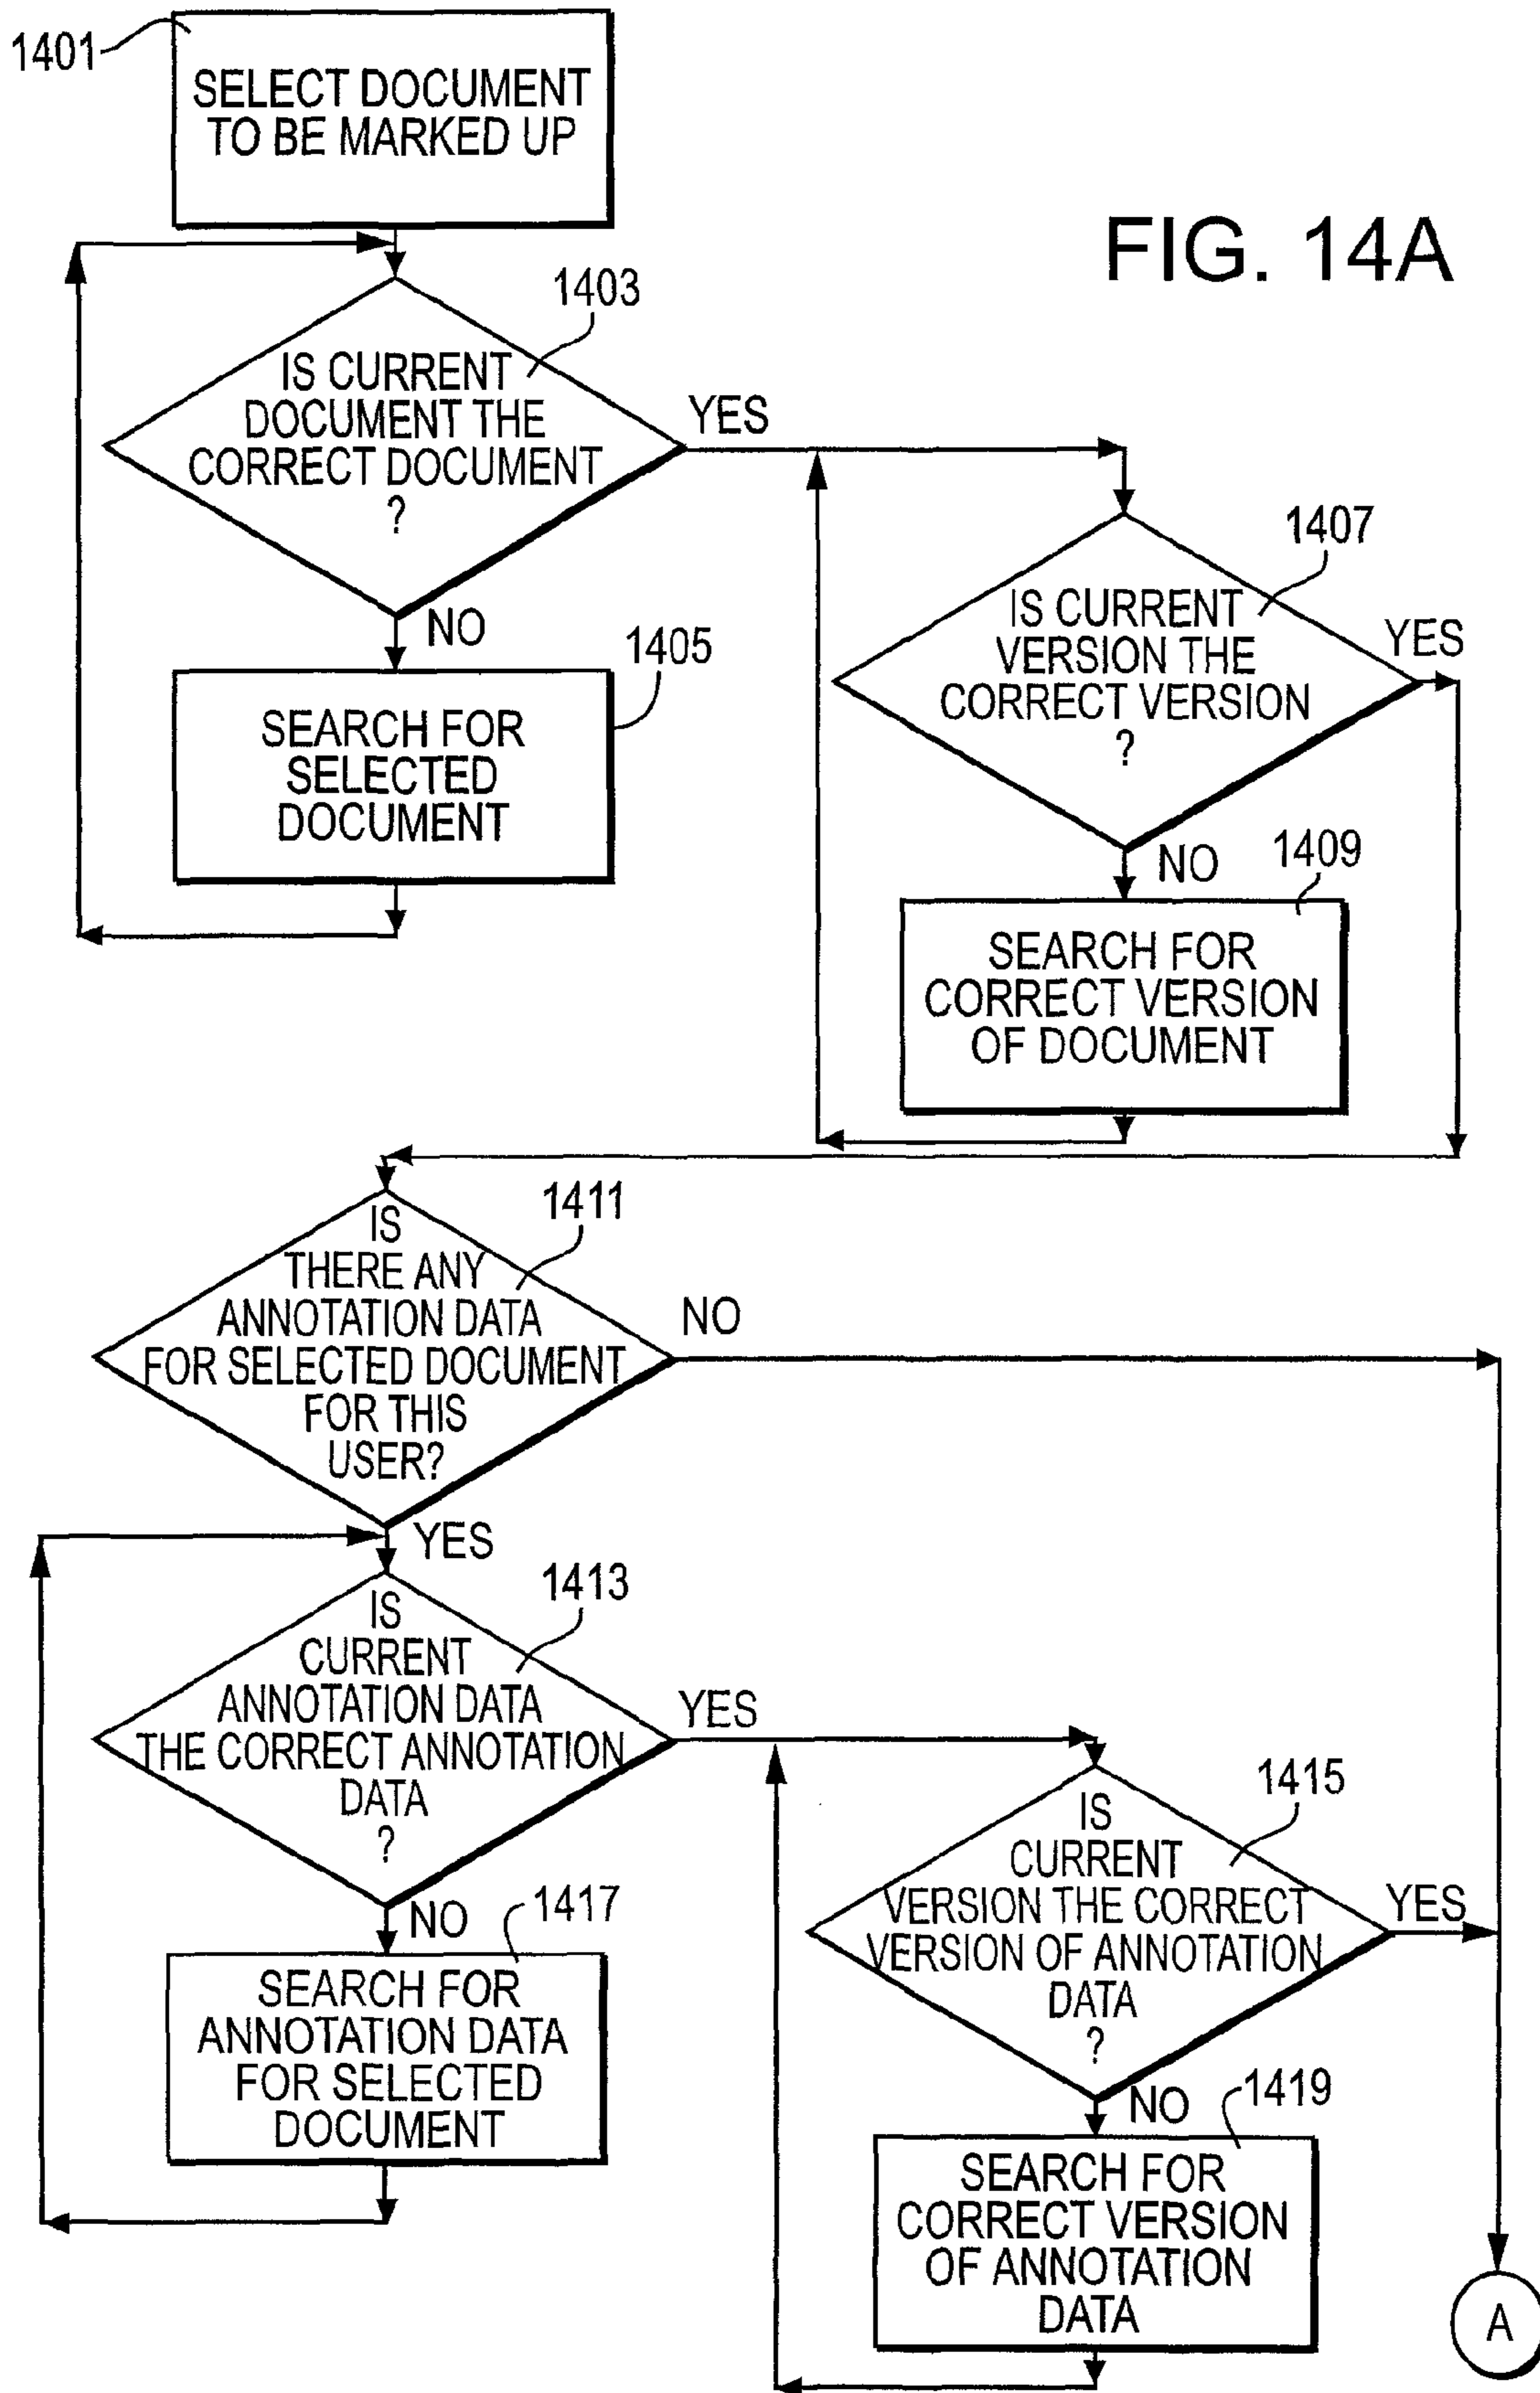 1401
SELECT DOCUMENT
TO BE MARKED UP
FIG. 14A
1403
IS CURRENT
DOCUMENT THE
CORRECT DOCUMENT
?
YES
NO
1405
SEARCH FOR
SELECTED
DOCUMENT
1407
IS CURRENT
VERSION THE
CORRECT VERSION
?
YES
NO
1409
SEARCH FOR
CORRECT VERSION
OF DOCUMENT
1411
IS
THERE ANY
ANNOTATION DATA
FOR SELECTED DOCUMENT
FOR THIS
USER?
NO
YES
1413
IS
CURRENT
ANNOTATION DATA
THE CORRECT ANNOTATION
DATA
?
YES
NO
1417
SEARCH FOR
ANNOTATION DATA
FOR SELECTED
DOCUMENT
1415
IS
CURRENT
VERSION THE CORRECT
VERSION OF ANNOTATION
DATA
?
YES
NO
1419
SEARCH FOR
CORRECT VERSION
OF ANNOTATION
DATA
A